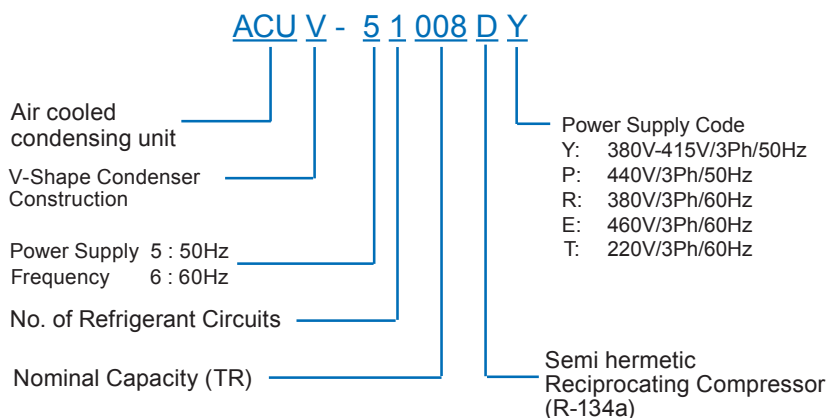 ACU V - 5 1 008 D Y
Air cooled
condensing unit
V-Shape Condenser
Construction
Power Supply 5 : 50Hz
Frequency 6 : 60Hz
No. of Refrigerant Circuits
Nominal Capacity (TR)
Power Supply Code
Y: 380V-415V/3Ph/50Hz
P: 440V/3Ph/50Hz
R: 380V/3Ph/60Hz
E: 460V/3Ph/60Hz
T: 220V/3Ph/60Hz
Semi hermetic
Reciprocating Compressor
(R-134a)